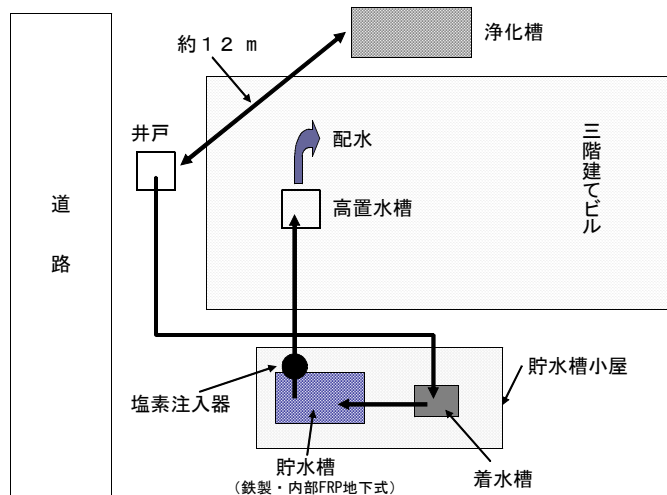 約１２ m
浄化槽
井戸
配水
三階建てビル
高置水槽
道路
貯水槽小屋
塩素注入器
貯水槽
（鉄製・内部FRP地下式）
着水槽